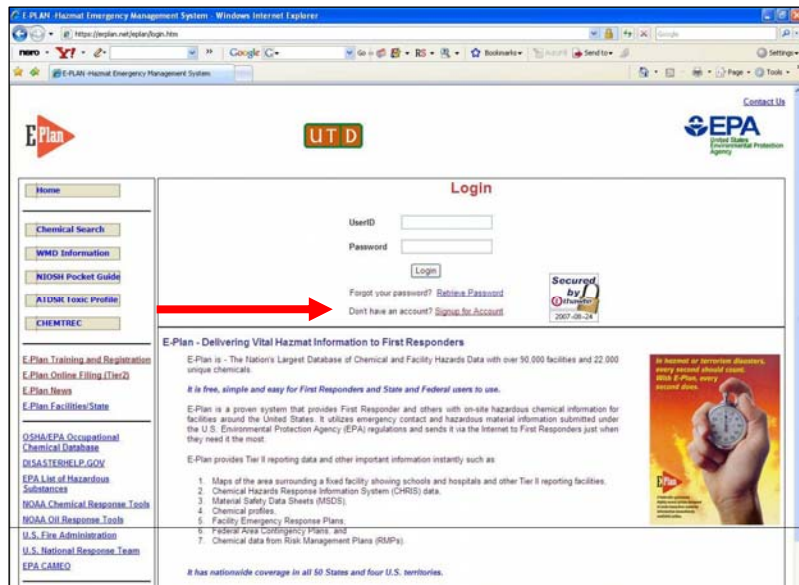 E-PLAN -Hazmat Emergency Management System - Windows Internet Explorer
https://erplan.net/eplan/login.htm
Google
nero
Y!
Google
Go
RS
Bookmarks
Send to
Settings
E-PLAN -Hazmat Emergency Management System
Page
Tools
Contact Us
E Plan
UTD
EPA
United States
Environmental Protection
Agency
Home
Login
Chemical Search
UserID
WMD Information
Password
NIOSH Pocket Guide
Login
ATDSR Toxic Profile
Forgot your password? Retrieve Password
Don't have an account? Signup for Account
Secured
by
thawte
2007-08-24
CHEMTREC
E-Plan Training and Registration
E-Plan Online Filing (Tier2)
E-Plan News
E-Plan Facilities/State
OSHA/EPA Occupational
Chemical Database
DISASTERHELP.GOV
EPA List of Hazardous
Substances
NOAA Chemical Response Tools
NOAA Oil Response Tools
U.S. Fire Administration
U.S. National Response Team
EPA CAMEO
E-Plan - Delivering Vital Hazmat Information to First Responders
E-Plan is - The Nation's Largest Database of Chemical and Facility Hazards Data with over 90,000 facilities and 22,000
unique chemicals.
It is free, simple and easy for First Responders and State and Federal users to use.
E-Plan is a proven system that provides First Responder and others with on-site hazardous chemical information for
facilities around the United States. It utilizes emergency contact and hazardous material information submitted under
the U.S. Environmental Protection Agency (EPA) regulations and sends it via the Internet to First Responders just when
they need it the most.
E-Plan provides Tier II reporting data and other important information instantly such as:
1. Maps of the area surrounding a fixed facility showing schools and hospitals and other Tier II reporting facilities,
2. Chemical Hazards Response Information System (CHRIS) data,
3. Material Safety Data Sheets (MSDS),
4. Chemical profiles,
5. Facility Emergency Response Plans;
6. Federal Area Contingency Plans, and
7. Chemical data from Risk Management Plans (RMPs).
It has nationwide coverage in all 50 States and four U.S. territories.
In hazmat or terrorism disasters,
every second should count.
With E-Plan, every
second does.
E Plan